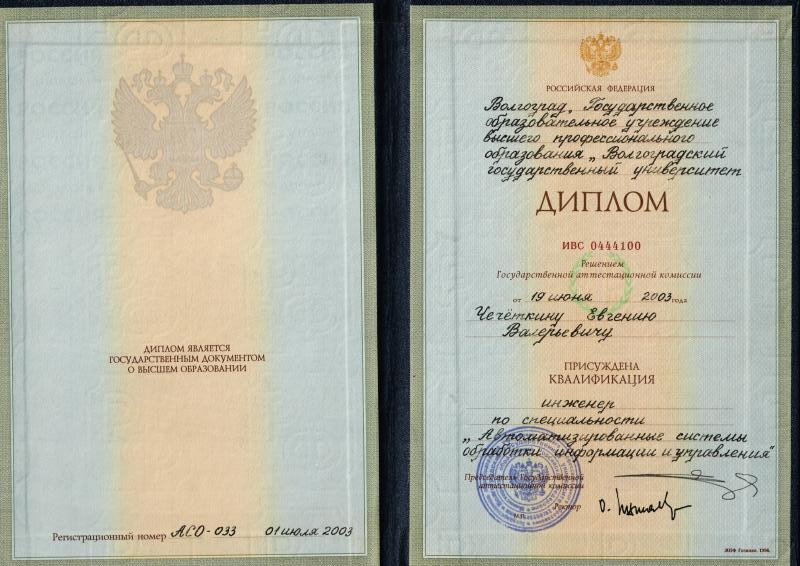 ДИПЛОМ ЯВЛЯЕТСЯ
ГОСУДАРСТВЕННЫМ ДОКУМЕНТОМ
О ВЫСШЕМ ОБРАЗОВАНИИ
Регистрационный номер АСО-033 01 июля 2003
РОССИЙСКАЯ ФЕДЕРАЦИЯ
Волгоград, Государственное
образовательное учреждение
высшего профессионального
образования „Волгоградский
государственный университет
ДИПЛОМ
ИВС 0444100
Решением
Государственной аттестационной комиссии
от 19 июня 2003 года
Чечёткину Евгению
Валерьевичу
ПРИСУЖДЕНА
КВАЛИФИКАЦИЯ
инженер
по специальности
„Автоматизированные системы
обработки информации и управления“
Председатель Государственной
аттестационной комиссии
Ректор